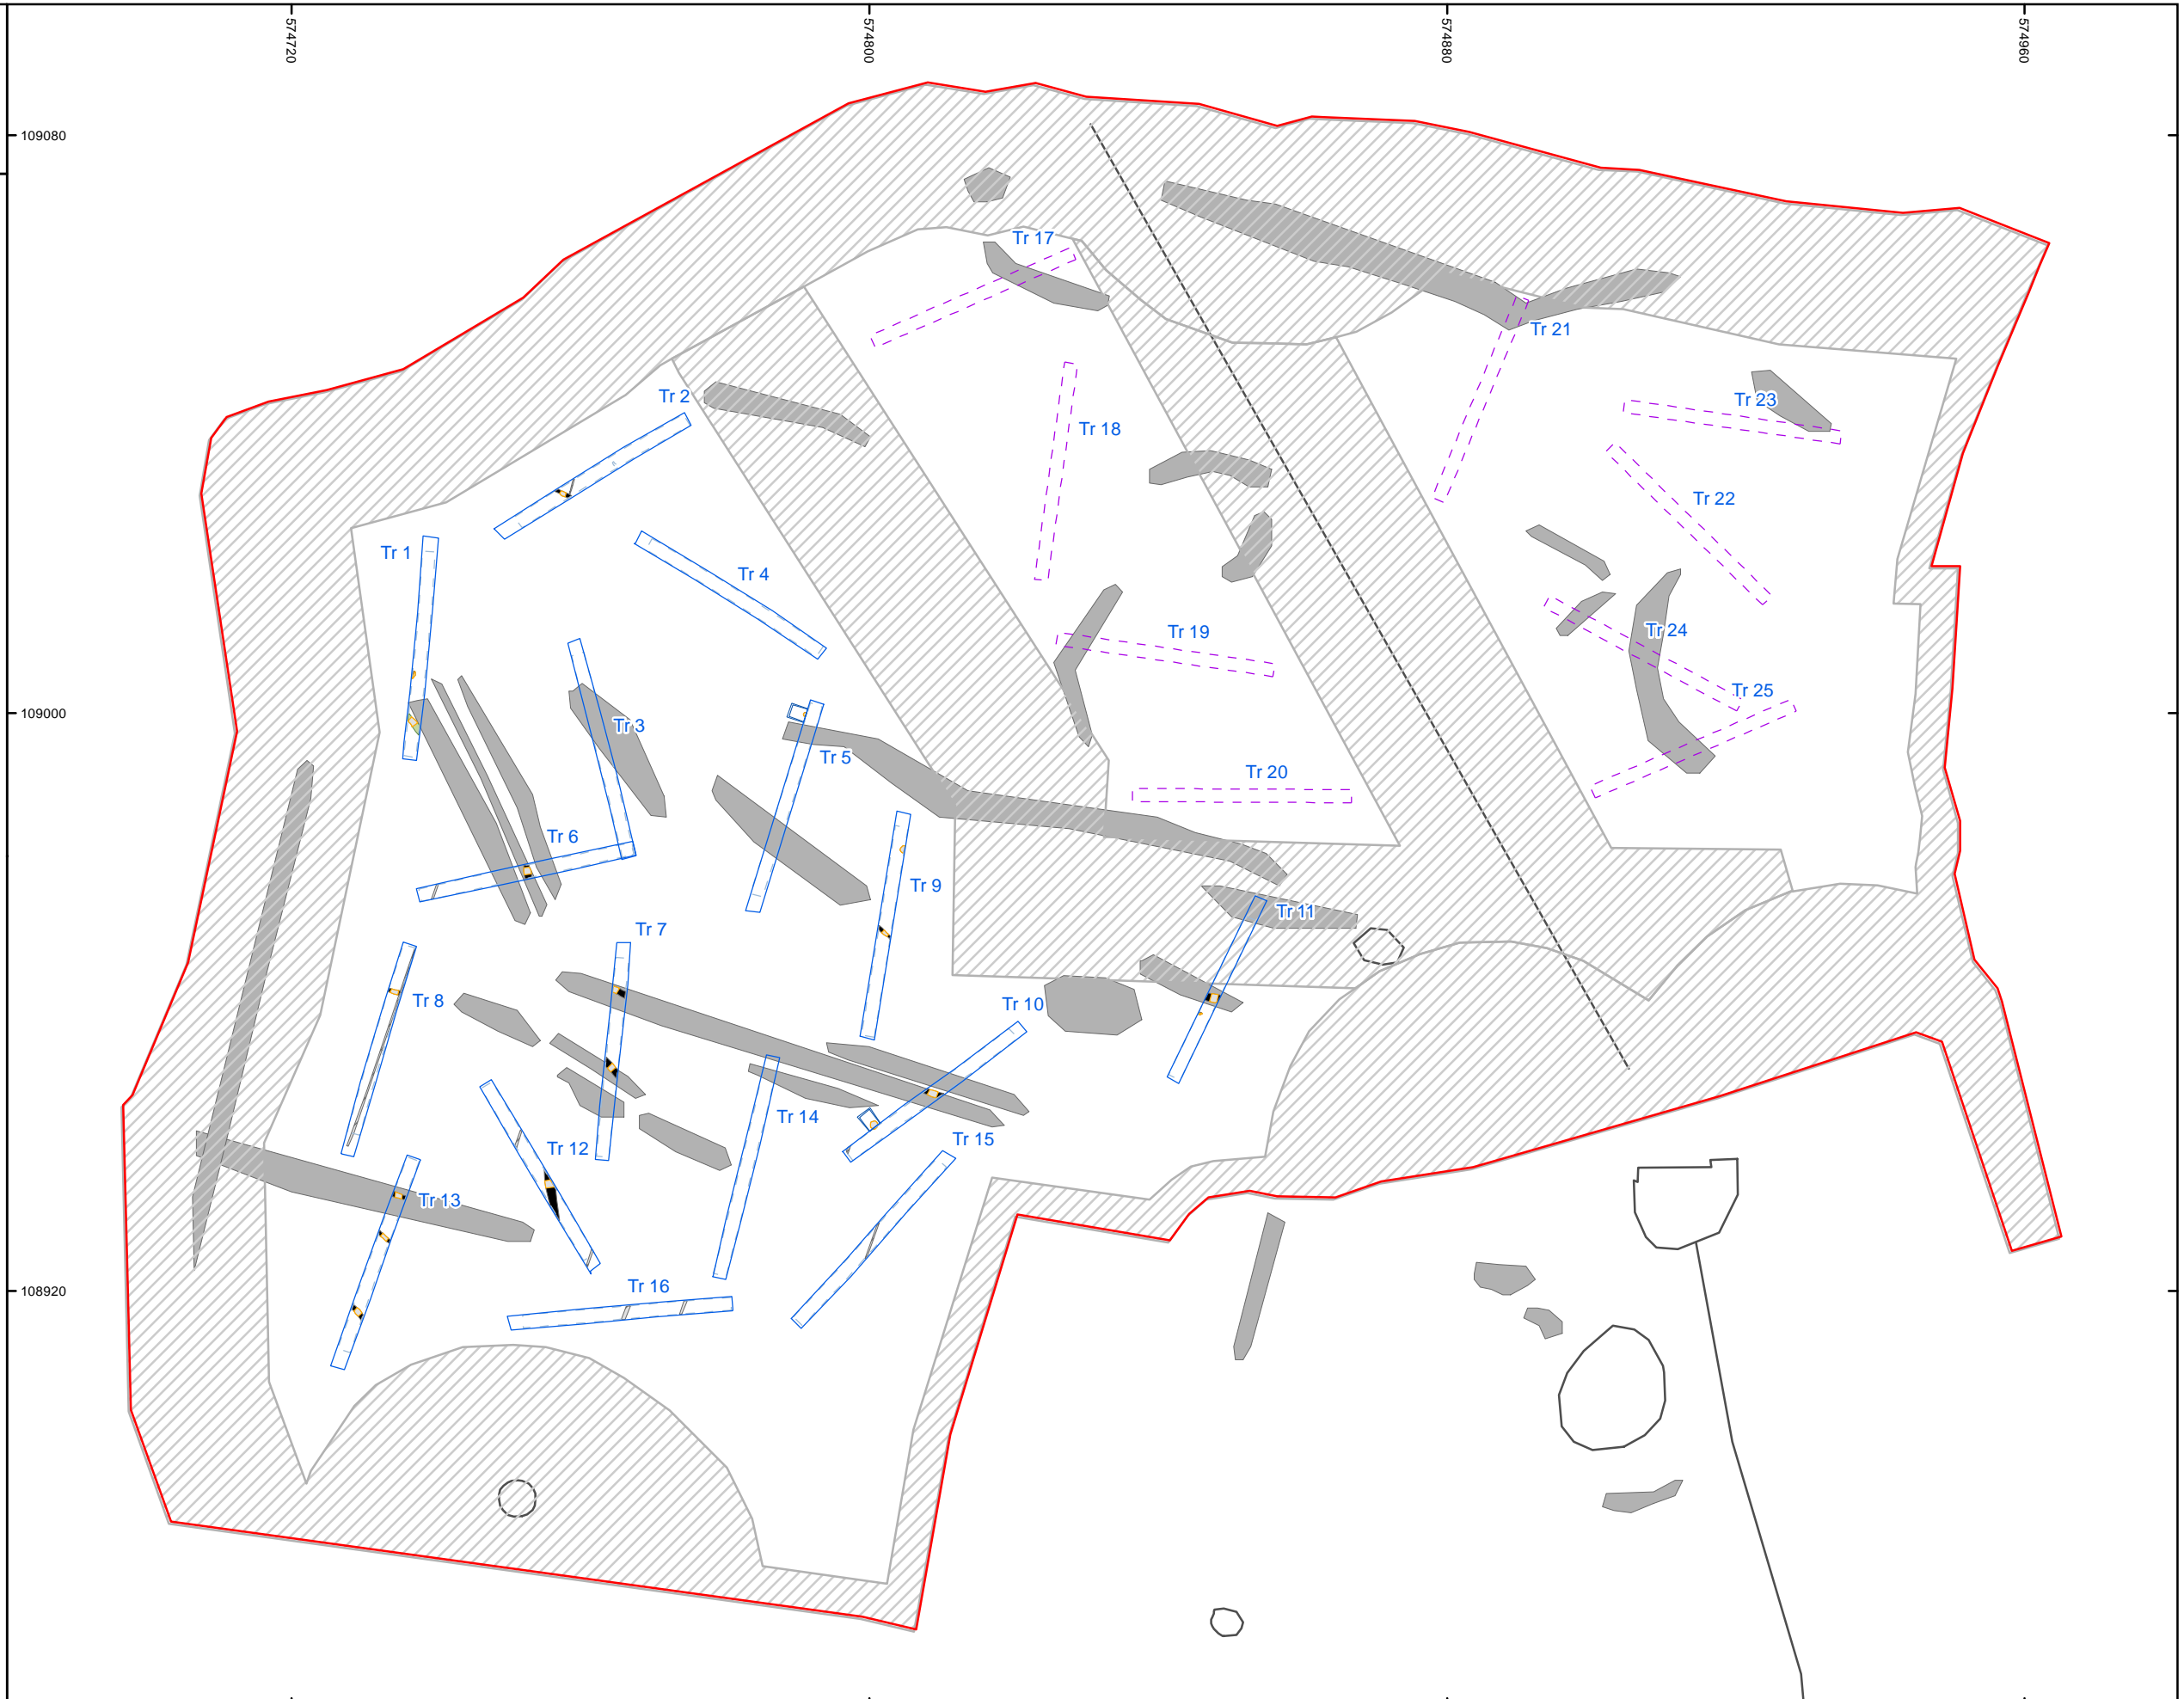 574720
574800
574880
574960
109080
Tr 17
Tr 21
Tr 2
Tr 23
Tr 18
Tr 22
Tr 1
Tr 4
Tr 19
Tr 24
Tr 25
109000
Tr 3
Tr 5
Tr 20
Tr 6
Tr 9
Tr 11
Tr 7
Tr 8
Tr 10
Tr 14
Tr 15
Tr 12
Tr 13
108920
Tr 16